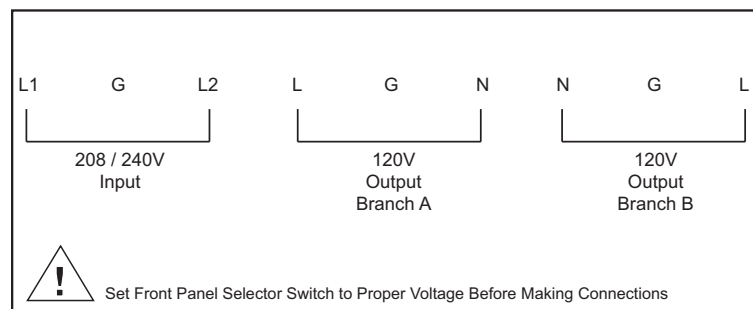 L1 G L2 L G N N G L
208 / 240V
Input
120V
Output
Branch A
120V
Output
Branch B
! Set Front Panel Selector Switch to Proper Voltage Before Making Connections